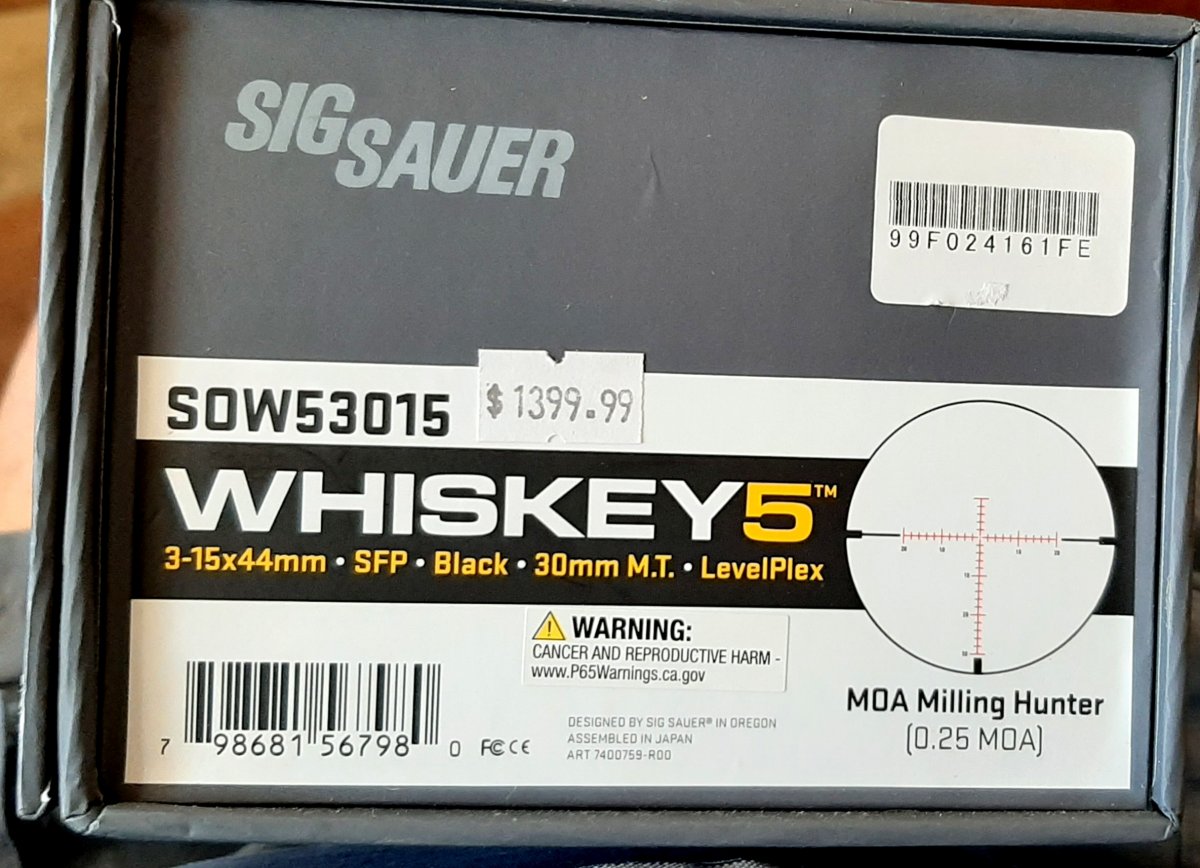 SIG SAUER
99F024161FE
SOW53015
$1399.99
WHISKEY5™
3-15x44mm • SFP • Black • 30mm M.T. • LevelPlex
WARNING:
CANCER AND REPRODUCTIVE HARM -
www.P65Warnings.ca.gov
MOA Milling Hunter
(0.25 MOA)
7 98681 56798 0
FC CE
DESIGNED BY SIG SAUER® IN OREGON
ASSEMBLED IN JAPAN
ART 7400759-R00